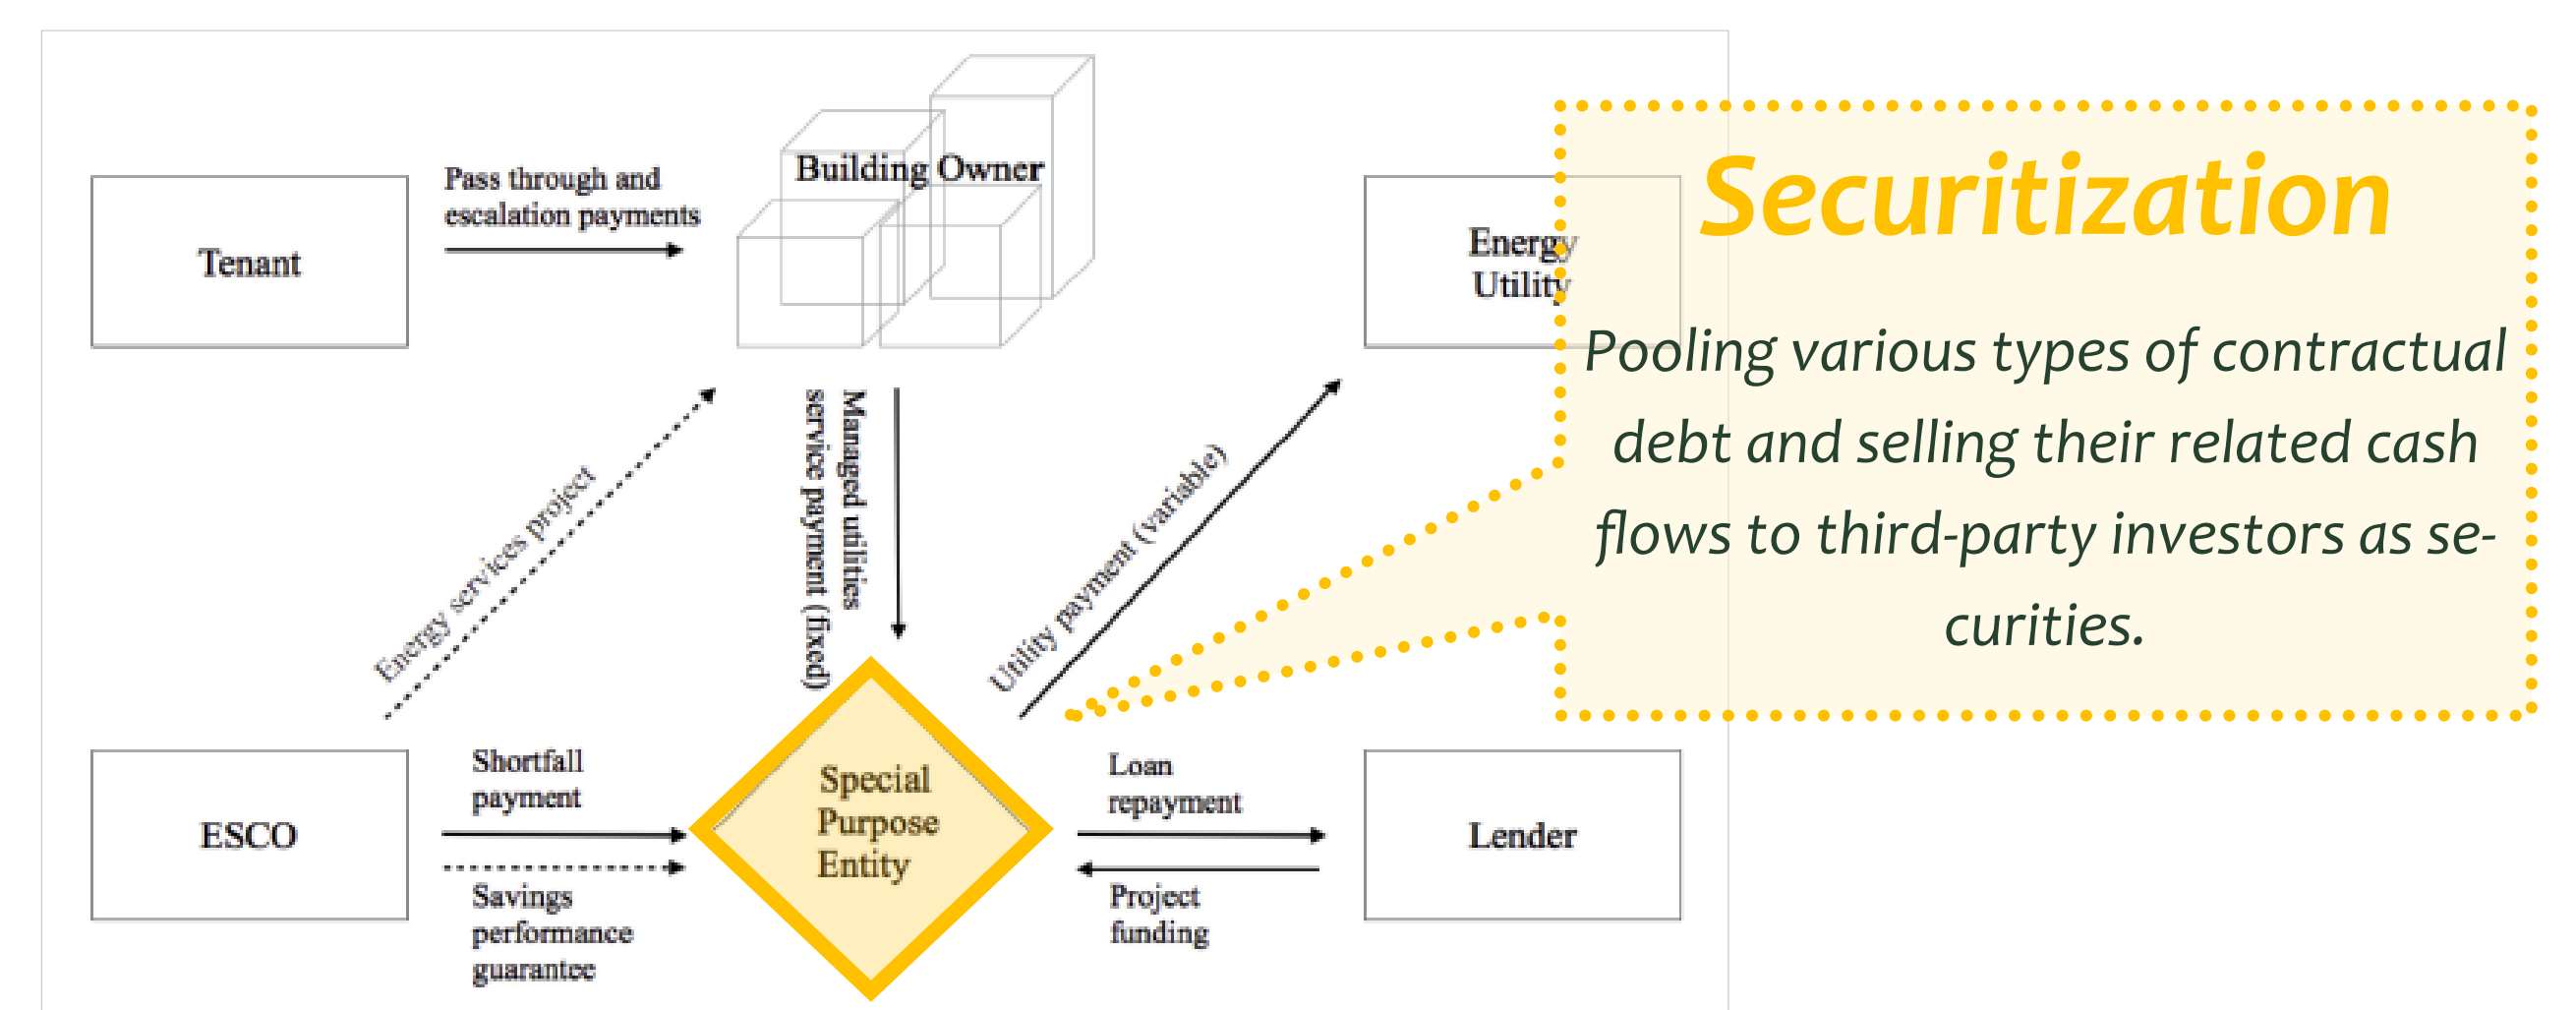 Pass through and
escalation payments
Tenant
Building Owner
Energy
Utility
Securitization
Pooling various types of contractual
debt and selling their related cash
flows to third-party investors as se-
curities.
Energy services project
Managed utilities
service payment (fixed)
Utility payment (variable)
ESCO
Shortfall
payment
Savings
performance
guarantee
Special
Purpose
Entity
Loan
repayment
Project
funding
Lender